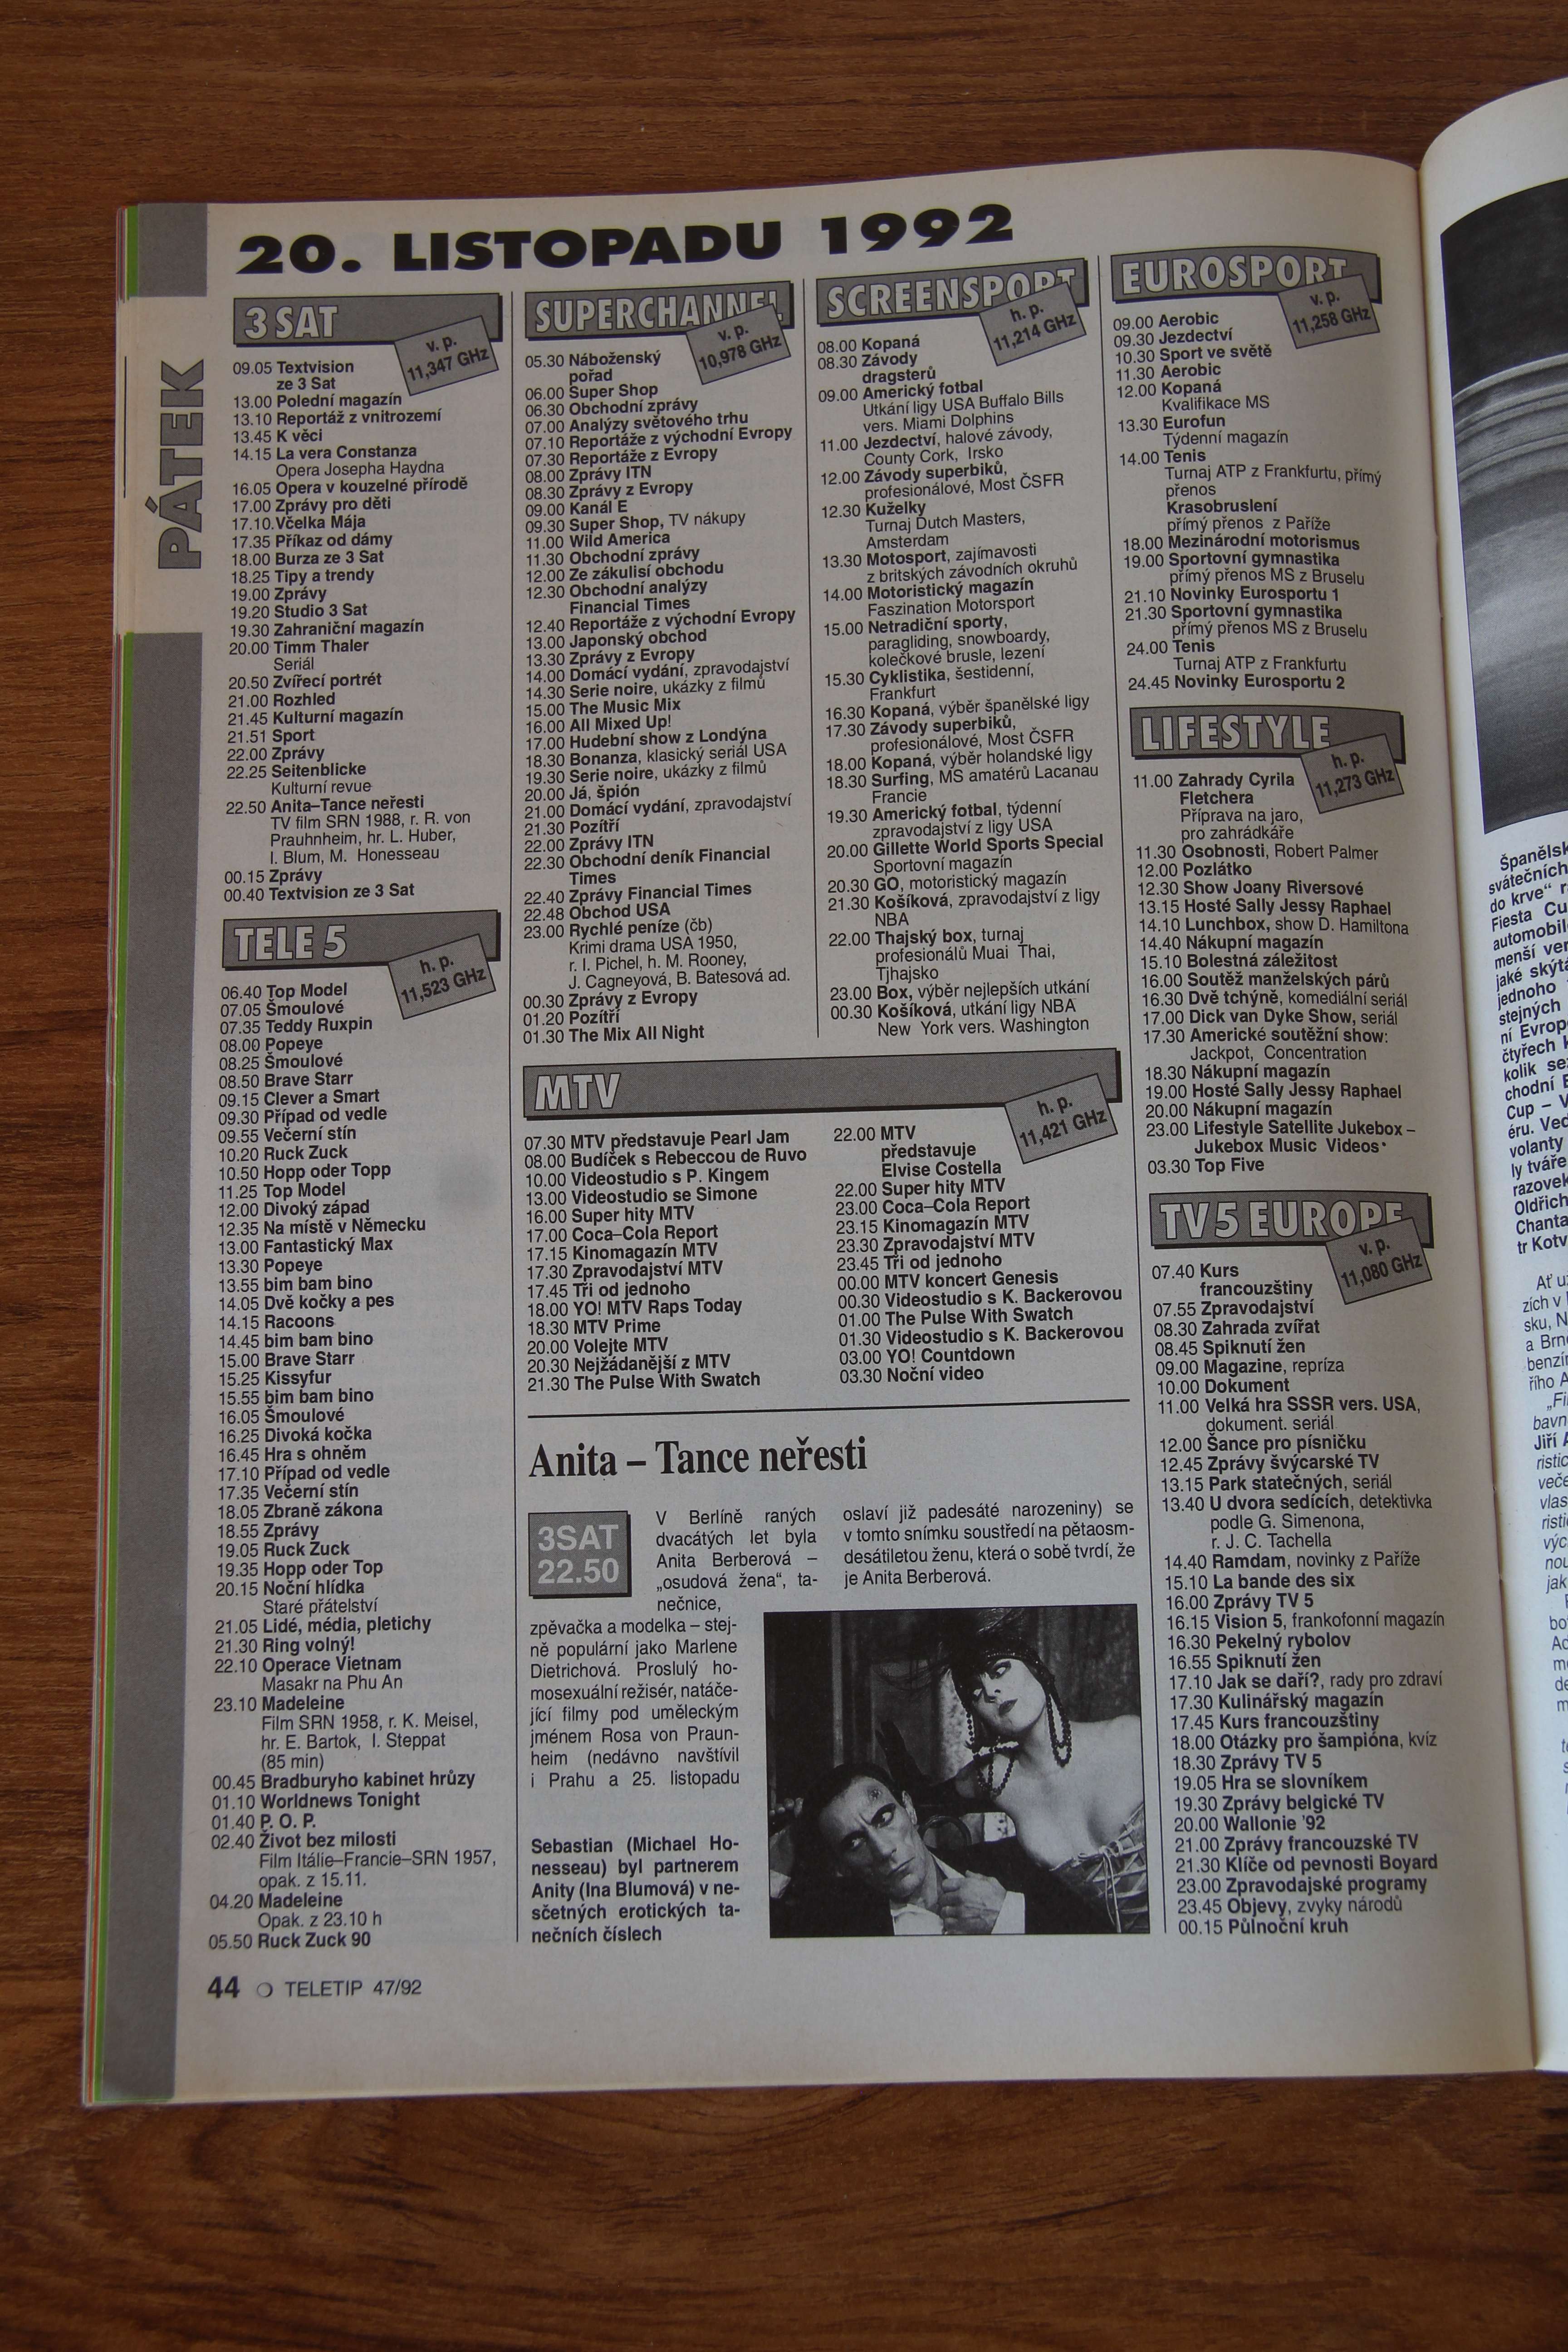 20. LISTOPADU 1992
PÁTEK
3 SAT
v. p.
11,347 GHz
09.05 Textvision
ze 3 Sat
13.00 Polední magazín
13.10 Reportáž z vnitrozemí
13.45 K věci
14.15 La vera Constanza
Opera Josepha Haydna
16.05 Opera v kouzelné přírodě
17.00 Zprávy pro děti
17.10.Včelka Mája
17.35 Příkaz od dámy
18.00 Burza ze 3 Sat
18.25 Tipy a trendy
19.00 Zprávy
19.20 Studio 3 Sat
19.30 Zahraniční magazín
20.00 Timm Thaler
Seriál
20.50 Zvířecí portrét
21.00 Rozhled
21.45 Kulturní magazín
21.51 Sport
22.00 Zprávy
22.25 Seitenblicke
Kulturní revue
22.50 Anita–Tance neřesti
TV film SRN 1988, r. R. von
Prauhnheim, hr. L. Huber,
I. Blum, M. Honesseau
00.15 Zprávy
00.40 Textvision ze 3 Sat
TELE 5
h. p.
11,523 GHz
06.40 Top Model
07.05 Šmoulové
07.35 Teddy Ruxpin
08.00 Popeye
08.25 Šmoulové
08.50 Brave Starr
09.15 Clever a Smart
09.30 Případ od vedle
09.55 Večerní stín
10.20 Ruck Zuck
10.50 Hopp oder Topp
11.25 Top Model
12.00 Divoký západ
12.35 Na místě v Německu
13.00 Fantastický Max
13.30 Popeye
13.55 bim bam bino
14.05 Dvě kočky a pes
14.15 Racoons
14.45 bim bam bino
15.00 Brave Starr
15.25 Kissyfur
15.55 bim bam bino
16.05 Šmoulové
16.25 Divoká kočka
16.45 Hra s ohněm
17.10 Případ od vedle
17.35 Večerní stín
18.05 Zbraně zákona
18.55 Zprávy
19.05 Ruck Zuck
19.35 Hopp oder Top
20.15 Noční hlídka
Staré přátelství
21.05 Lidé, média, pletichy
21.30 Ring volný!
22.10 Operace Vietnam
Masakr na Phu An
23.10 Madeleine
Film SRN 1958, r. K. Meisel,
hr. E. Bartok, I. Steppat
(85 min)
00.45 Bradburyho kabinet hrůzy
01.10 Worldnews Tonight
01.40 P. O. P.
02.40 Život bez milosti
Film Itálie–Francie–SRN 1957,
opak. z 15.11.
04.20 Madeleine
Opak. z 23.10 h
05.50 Ruck Zuck 90
SUPERCHANNEL
v. p.
10,978 GHz
05.30 Náboženský
pořad
06.00 Super Shop
06.30 Obchodní zprávy
07.00 Analýzy světového trhu
07.10 Reportáže z východní Evropy
07.30 Reportáže z Evropy
08.00 Zprávy ITN
08.30 Zprávy z Evropy
09.00 Kanál E
09.30 Super Shop, TV nákupy
11.00 Wild America
11.30 Obchodní zprávy
12.00 Ze zákulisí obchodu
12.30 Obchodní analýzy
Financial Times
12.40 Reportáže z východní Evropy
13.00 Japonský obchod
13.30 Zprávy z Evropy
14.00 Domácí vydání, zpravodajství
14.30 Serie noire, ukázky z filmů
15.00 The Music Mix
16.00 All Mixed Up!
17.00 Hudební show z Londýna
18.30 Bonanza, klasický seriál USA
19.30 Serie noire, ukázky z filmů
20.00 Já, špión
21.00 Domácí vydání, zpravodajství
21.30 Pozítří
22.00 Zprávy ITN
22.30 Obchodní deník Financial
Times
22.40 Zprávy Financial Times
22.48 Obchod USA
23.00 Rychlé peníze (čb)
Krimi drama USA 1950,
r. I. Pichel, h. M. Rooney,
J. Cagneyová, B. Batesová ad.
00.30 Zprávy z Evropy
01.20 Pozítří
01.30 The Mix All Night
SCREENSPORT
h. p.
11,214 GHz
08.00 Kopaná
08.30 Závody
dragsterů
09.00 Americký fotbal
Utkání ligy USA Buffalo Bills
vers. Miami Dolphins
11.00 Jezdectví, halové závody,
County Cork, Irsko
12.00 Závody superbiků,
profesionálové, Most ČSFR
12.30 Kuželky
Turnaj Dutch Masters,
Amsterdam
13.30 Motosport, zajímavosti
z britských závodních okruhů
14.00 Motoristický magazín
Faszination Motorsport
15.00 Netradiční sporty,
paragliding, snowboardy,
kolečkové brusle, lezení
15.30 Cyklistika, šestidenní,
Frankfurt
16.30 Kopaná, výběr španělské ligy
17.30 Závody superbiků,
profesionálové, Most ČSFR
18.00 Kopaná, výběr holandské ligy
18.30 Surfing, MS amatérů Lacanau
Francie
19.30 Americký fotbal, týdenní
zpravodajství z ligy USA
20.00 Gillette World Sports Special
Sportovní magazín
20.30 GO, motoristický magazín
21.30 Košíková, zpravodajství z ligy
NBA
22.00 Thajský box, turnaj
profesionálů Muai Thai,
Tjhajsko
23.00 Box, výběr nejlepších utkání
00.30 Košíková, utkání ligy NBA
New York vers. Washington
MTV
h. p.
11,421 GHz
07.30 MTV představuje Pearl Jam
08.00 Budíček s Rebeccou de Ruvo
10.00 Videostudio s P. Kingem
13.00 Videostudio se Simone
16.00 Super hity MTV
17.00 Coca–Cola Report
17.15 Kinomagazín MTV
17.30 Zpravodajství MTV
17.45 Tři od jednoho
18.00 YO! MTV Raps Today
18.30 MTV Prime
20.00 Volejte MTV
20.30 Nejžádanější z MTV
21.30 The Pulse With Swatch
22.00 MTV
představuje
Elvise Costella
22.00 Super hity MTV
23.00 Coca–Cola Report
23.15 Kinomagazín MTV
23.30 Zpravodajství MTV
23.45 Tři od jednoho
00.00 MTV koncert Genesis
00.30 Videostudio s K. Backerovou
01.00 The Pulse With Swatch
01.30 Videostudio s K. Backerovou
03.00 YO! Countdown
03.30 Noční video
Anita – Tance neřesti
3SAT
22.50
V Berlíně raných
dvacátých let byla
Anita Berberová –
„osudová žena“, ta-
nečnice,
zpěvačka a modelka – stej-
ně populární jako Marlene
Dietrichová. Proslulý ho-
mosexuální režisér, natáče-
jící filmy pod uměleckým
jménem Rosa von Praun-
heim (nedávno navštívil
i Prahu a 25. listopadu
oslaví již padesáté narozeniny) se
v tomto snímku soustředí na pětaosm-
desátiletou ženu, která o sobě tvrdí, že
je Anita Berberová.
Sebastian (Michael Ho-
nesseau) byl partnerem
Anity (Ina Blumová) v ne-
sčetných erotických ta-
nečních číslech
EUROSPORT
v. p.
11,258 GHz
09.00 Aerobic
09.30 Jezdectví
10.30 Sport ve světě
11.30 Aerobic
12.00 Kopaná
Kvalifikace MS
13.30 Eurofun
Týdenní magazín
14.00 Tenis
Turnaj ATP z Frankfurtu, přímý
přenos
Krasobruslení
přímý přenos z Paříže
18.00 Mezinárodní motorismus
19.00 Sportovní gymnastika
přímý přenos MS z Bruselu
21.10 Novinky Eurosportu 1
21.30 Sportovní gymnastika
přímý přenos MS z Bruselu
24.00 Tenis
Turnaj ATP z Frankfurtu
24.45 Novinky Eurosportu 2
LIFESTYLE
h. p.
11,273 GHz
11.00 Zahrady Cyrila
Fletchera
Příprava na jaro,
pro zahrádkáře
11.30 Osobnosti, Robert Palmer
12.00 Pozlátko
12.30 Show Joany Riversové
13.15 Hosté Sally Jessy Raphael
14.10 Lunchbox, show D. Hamiltona
14.40 Nákupní magazín
15.10 Bolestná záležitost
16.00 Soutěž manželských párů
16.30 Dvě tchýně, komediální seriál
17.00 Dick van Dyke Show, seriál
17.30 Americké soutěžní show:
Jackpot, Concentration
18.30 Nákupní magazín
19.00 Hosté Sally Jessy Raphael
20.00 Nákupní magazín
23.00 Lifestyle Satellite Jukebox –
Jukebox Music Videos
03.30 Top Five
TV5 EUROPE
v. p.
11,080 GHz
07.40 Kurs
francouzštiny
07.55 Zpravodajství
08.30 Zahrada zvířat
08.45 Spiknutí žen
09.00 Magazine, repríza
10.00 Dokument
11.00 Velká hra SSSR vers. USA,
dokument. seriál
12.00 Šance pro písničku
12.45 Zprávy švýcarské TV
13.15 Park statečných, seriál
13.40 U dvora sedících, detektivka
podle G. Simenona,
r. J. C. Tachella
14.40 Ramdam, novinky z Paříže
15.10 La bande des six
16.00 Zprávy TV 5
16.15 Vision 5, frankofonní magazín
16.30 Pekelný rybolov
16.55 Spiknutí žen
17.10 Jak se daří?, rady pro zdraví
17.30 Kulinářský magazín
17.45 Kurs francouzštiny
18.00 Otázky pro šampióna, kvíz
18.30 Zprávy TV 5
19.05 Hra se slovníkem
19.30 Zprávy belgické TV
20.00 Wallonie '92
21.00 Zprávy francouzské TV
21.30 Klíče od pevnosti Boyard
23.00 Zpravodajské programy
23.45 Objevy, zvyky národů
00.15 Půlnoční kruh
44 TELETIP 47/92